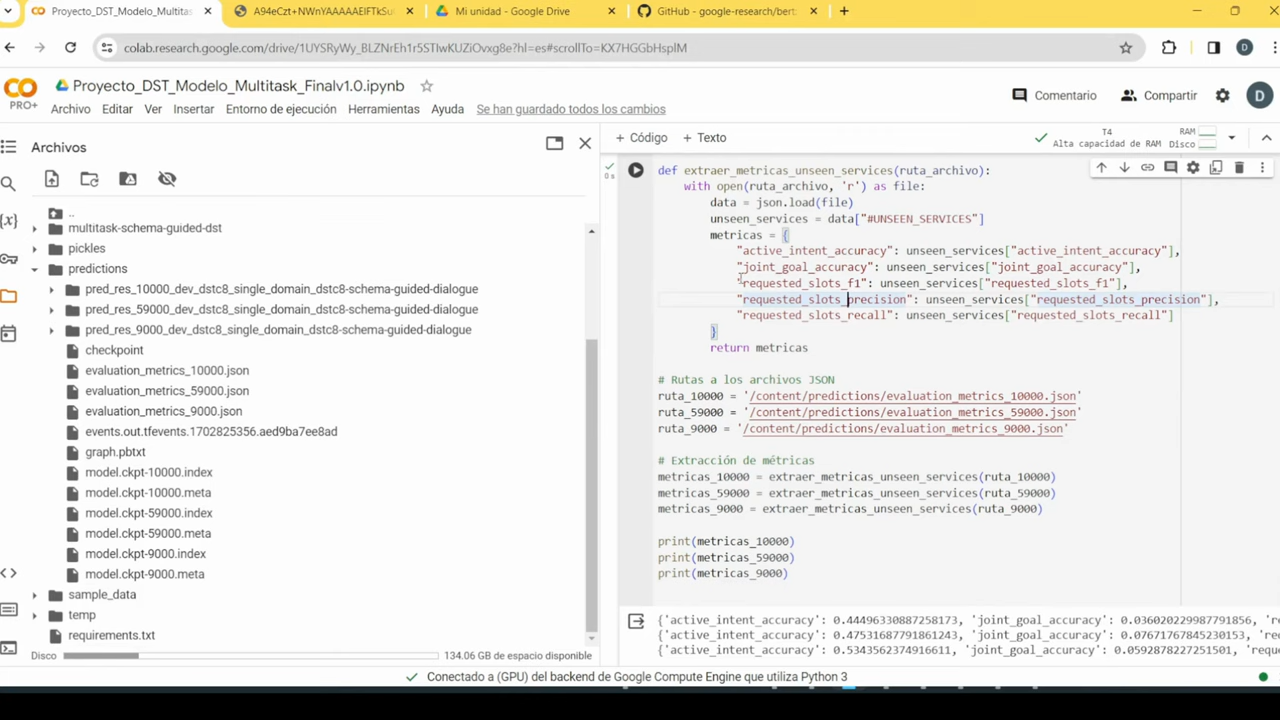 Proyecto_DST_Modelo_Multitas
A94eCzt+NWnYAAAAAElFTkSu
Mi unidad - Google Drive
GitHub - google-research/bert
colab.research.google.com/drive/1UYSRyWy_BLZNrEh1r5STIwKUZiOvxg8e?hl=es#scrollTo=KX7HGGbHsplM
D
CO
PRO+
Proyecto_DST_Modelo_Multitask_Finalv1.0.ipynb
Archivo Editar Ver Insertar Entorno de ejecución Herramientas Ayuda Se han guardado todos los cambios
Comentario
Compartir
D
Archivos
+ Código + Texto
T4
Alta capacidad de RAM
RAM
Disco
..
multitask-schema-guided-dst
pickles
predictions
pred_res_10000_dev_dstc8_single_domain_dstc8-schema-guided-dialogue
pred_res_59000_dev_dstc8_single_domain_dstc8-schema-guided-dialogue
pred_res_9000_dev_dstc8_single_domain_dstc8-schema-guided-dialogue
checkpoint
evaluation_metrics_10000.json
evaluation_metrics_59000.json
evaluation_metrics_9000.json
events.out.tfevents.1702825356.aed9ba7ee8ad
graph.pbtxt
model.ckpt-10000.index
model.ckpt-10000.meta
model.ckpt-59000.index
model.ckpt-59000.meta
model.ckpt-9000.index
model.ckpt-9000.meta
sample_data
temp
requirements.txt
Disco
134.06 GB de espacio disponible
0 s
def extraer_metricas_unseen_services(ruta_archivo):
with open(ruta_archivo, 'r') as file:
data = json.load(file)
unseen_services = data["#UNSEEN_SERVICES"]
metricas = {
"active_intent_accuracy": unseen_services["active_intent_accuracy"],
"joint_goal_accuracy": unseen_services["joint_goal_accuracy"],
"requested_slots_f1": unseen_services["requested_slots_f1"],
"requested_slots_precision": unseen_services["requested_slots_precision"],
"requested_slots_recall": unseen_services["requested_slots_recall"]
}
return metricas
# Rutas a los archivos JSON
ruta_10000 = '/content/predictions/evaluation_metrics_10000.json'
ruta_59000 = '/content/predictions/evaluation_metrics_59000.json'
ruta_9000 = '/content/predictions/evaluation_metrics_9000.json'
# Extracción de métricas
metricas_10000 = extraer_metricas_unseen_services(ruta_10000)
metricas_59000 = extraer_metricas_unseen_services(ruta_59000)
metricas_9000 = extraer_metricas_unseen_services(ruta_9000)
print(metricas_10000)
print(metricas_59000)
print(metricas_9000)
{'active_intent_accuracy': 0.44496330887258173, 'joint_goal_accuracy': 0.036020229987791856, 're
{'active_intent_accuracy': 0.47531687791861243, 'joint_goal_accuracy': 0.07671767845230153, 're
{'active_intent_accuracy': 0.5343562374916611, 'joint_goal_accuracy': 0.0592878227251501, 'reque
Conectado a (GPU) del backend de Google Compute Engine que utiliza Python 3